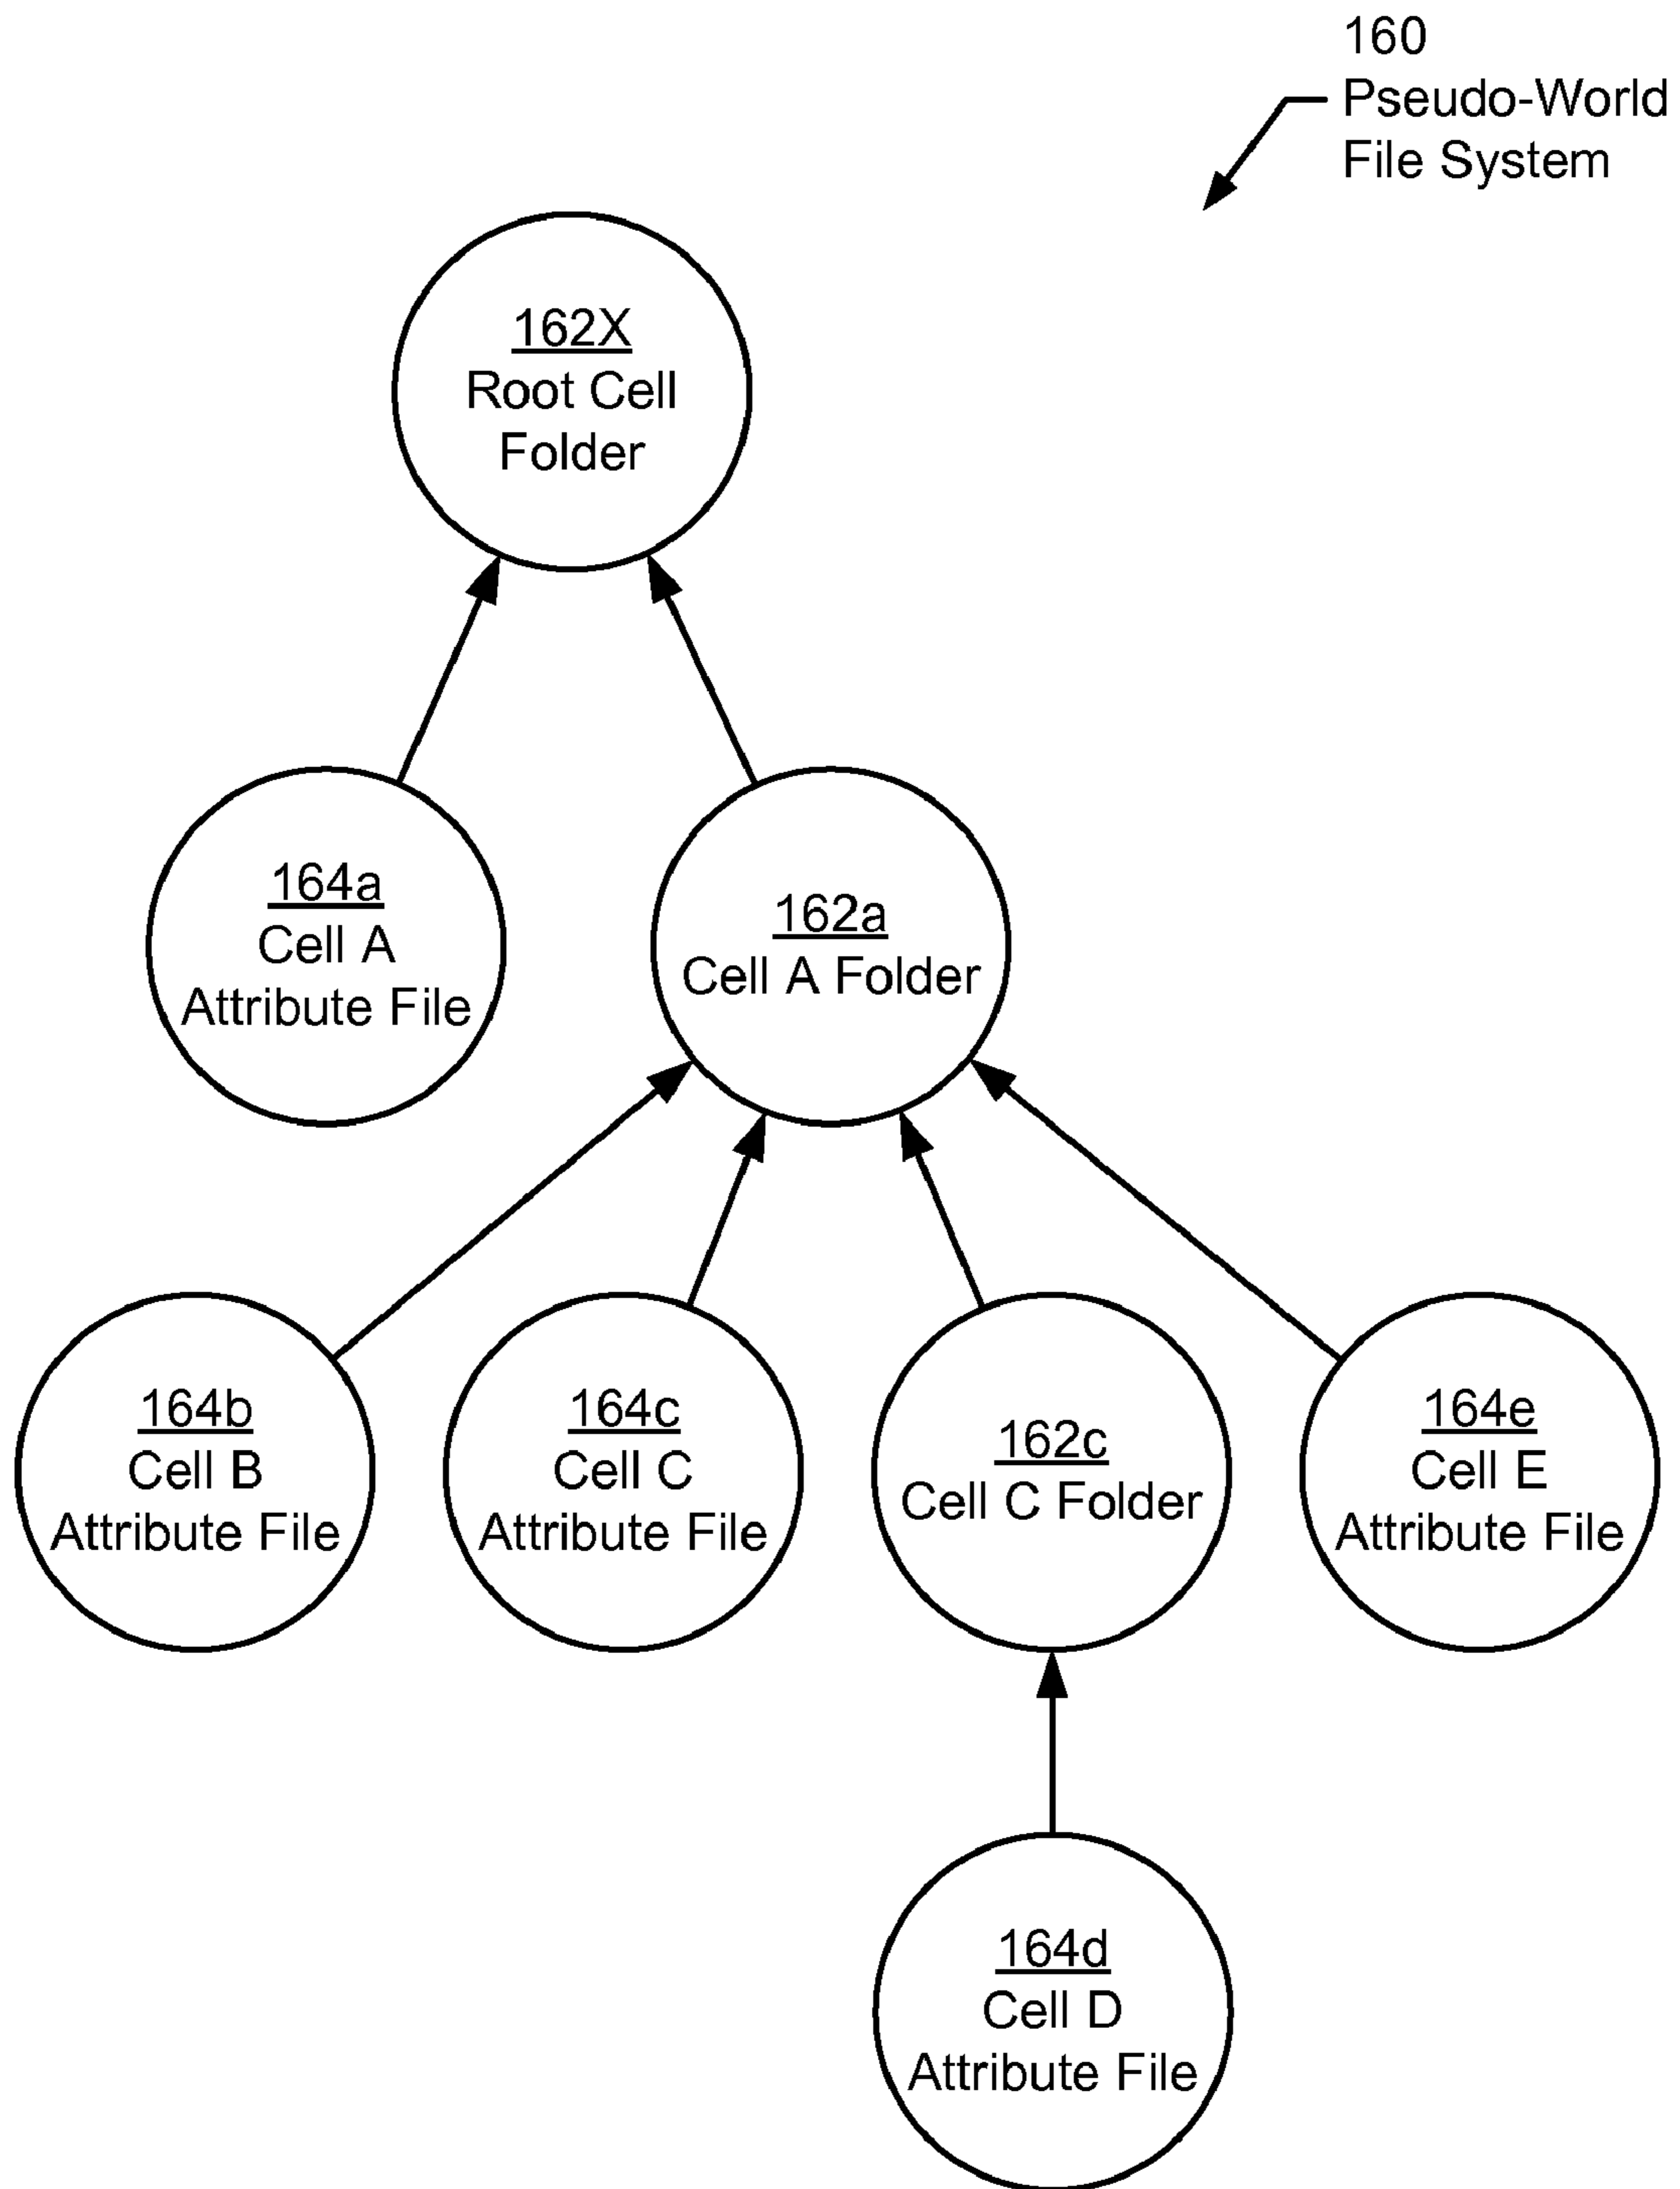 160
Pseudo-World
File System
162X
Root Cell
Folder
164a
Cell A
Attribute File
162a
Cell A Folder
164b
Cell B
Attribute File
164c
Cell C
Attribute File
162c
Cell C Folder
164e
Cell E
Attribute File
164d
Cell D
Attribute File